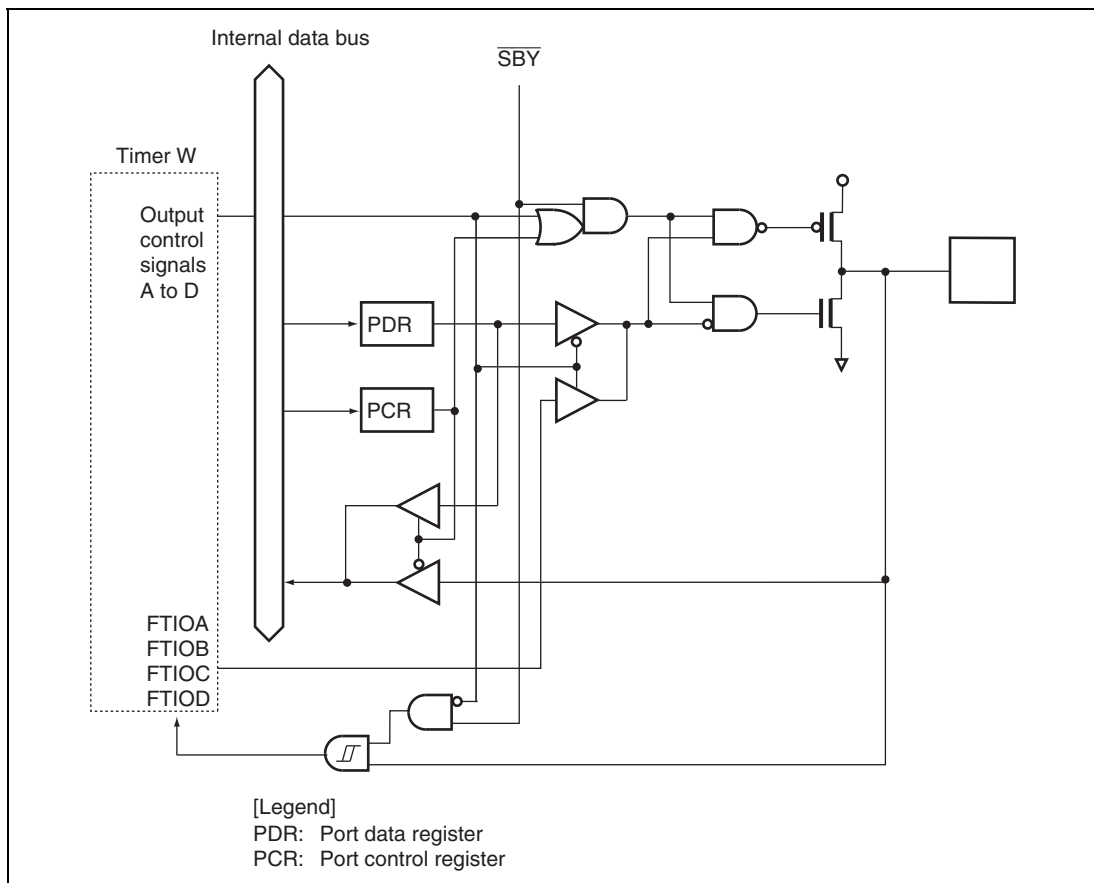 Internal data bus
SBY
Timer W
Output
control
signals
A to D
PDR
PCR
FTIOA
FTIOB
FTIOC
FTIOD
[Legend]
PDR: Port data register
PCR: Port control register